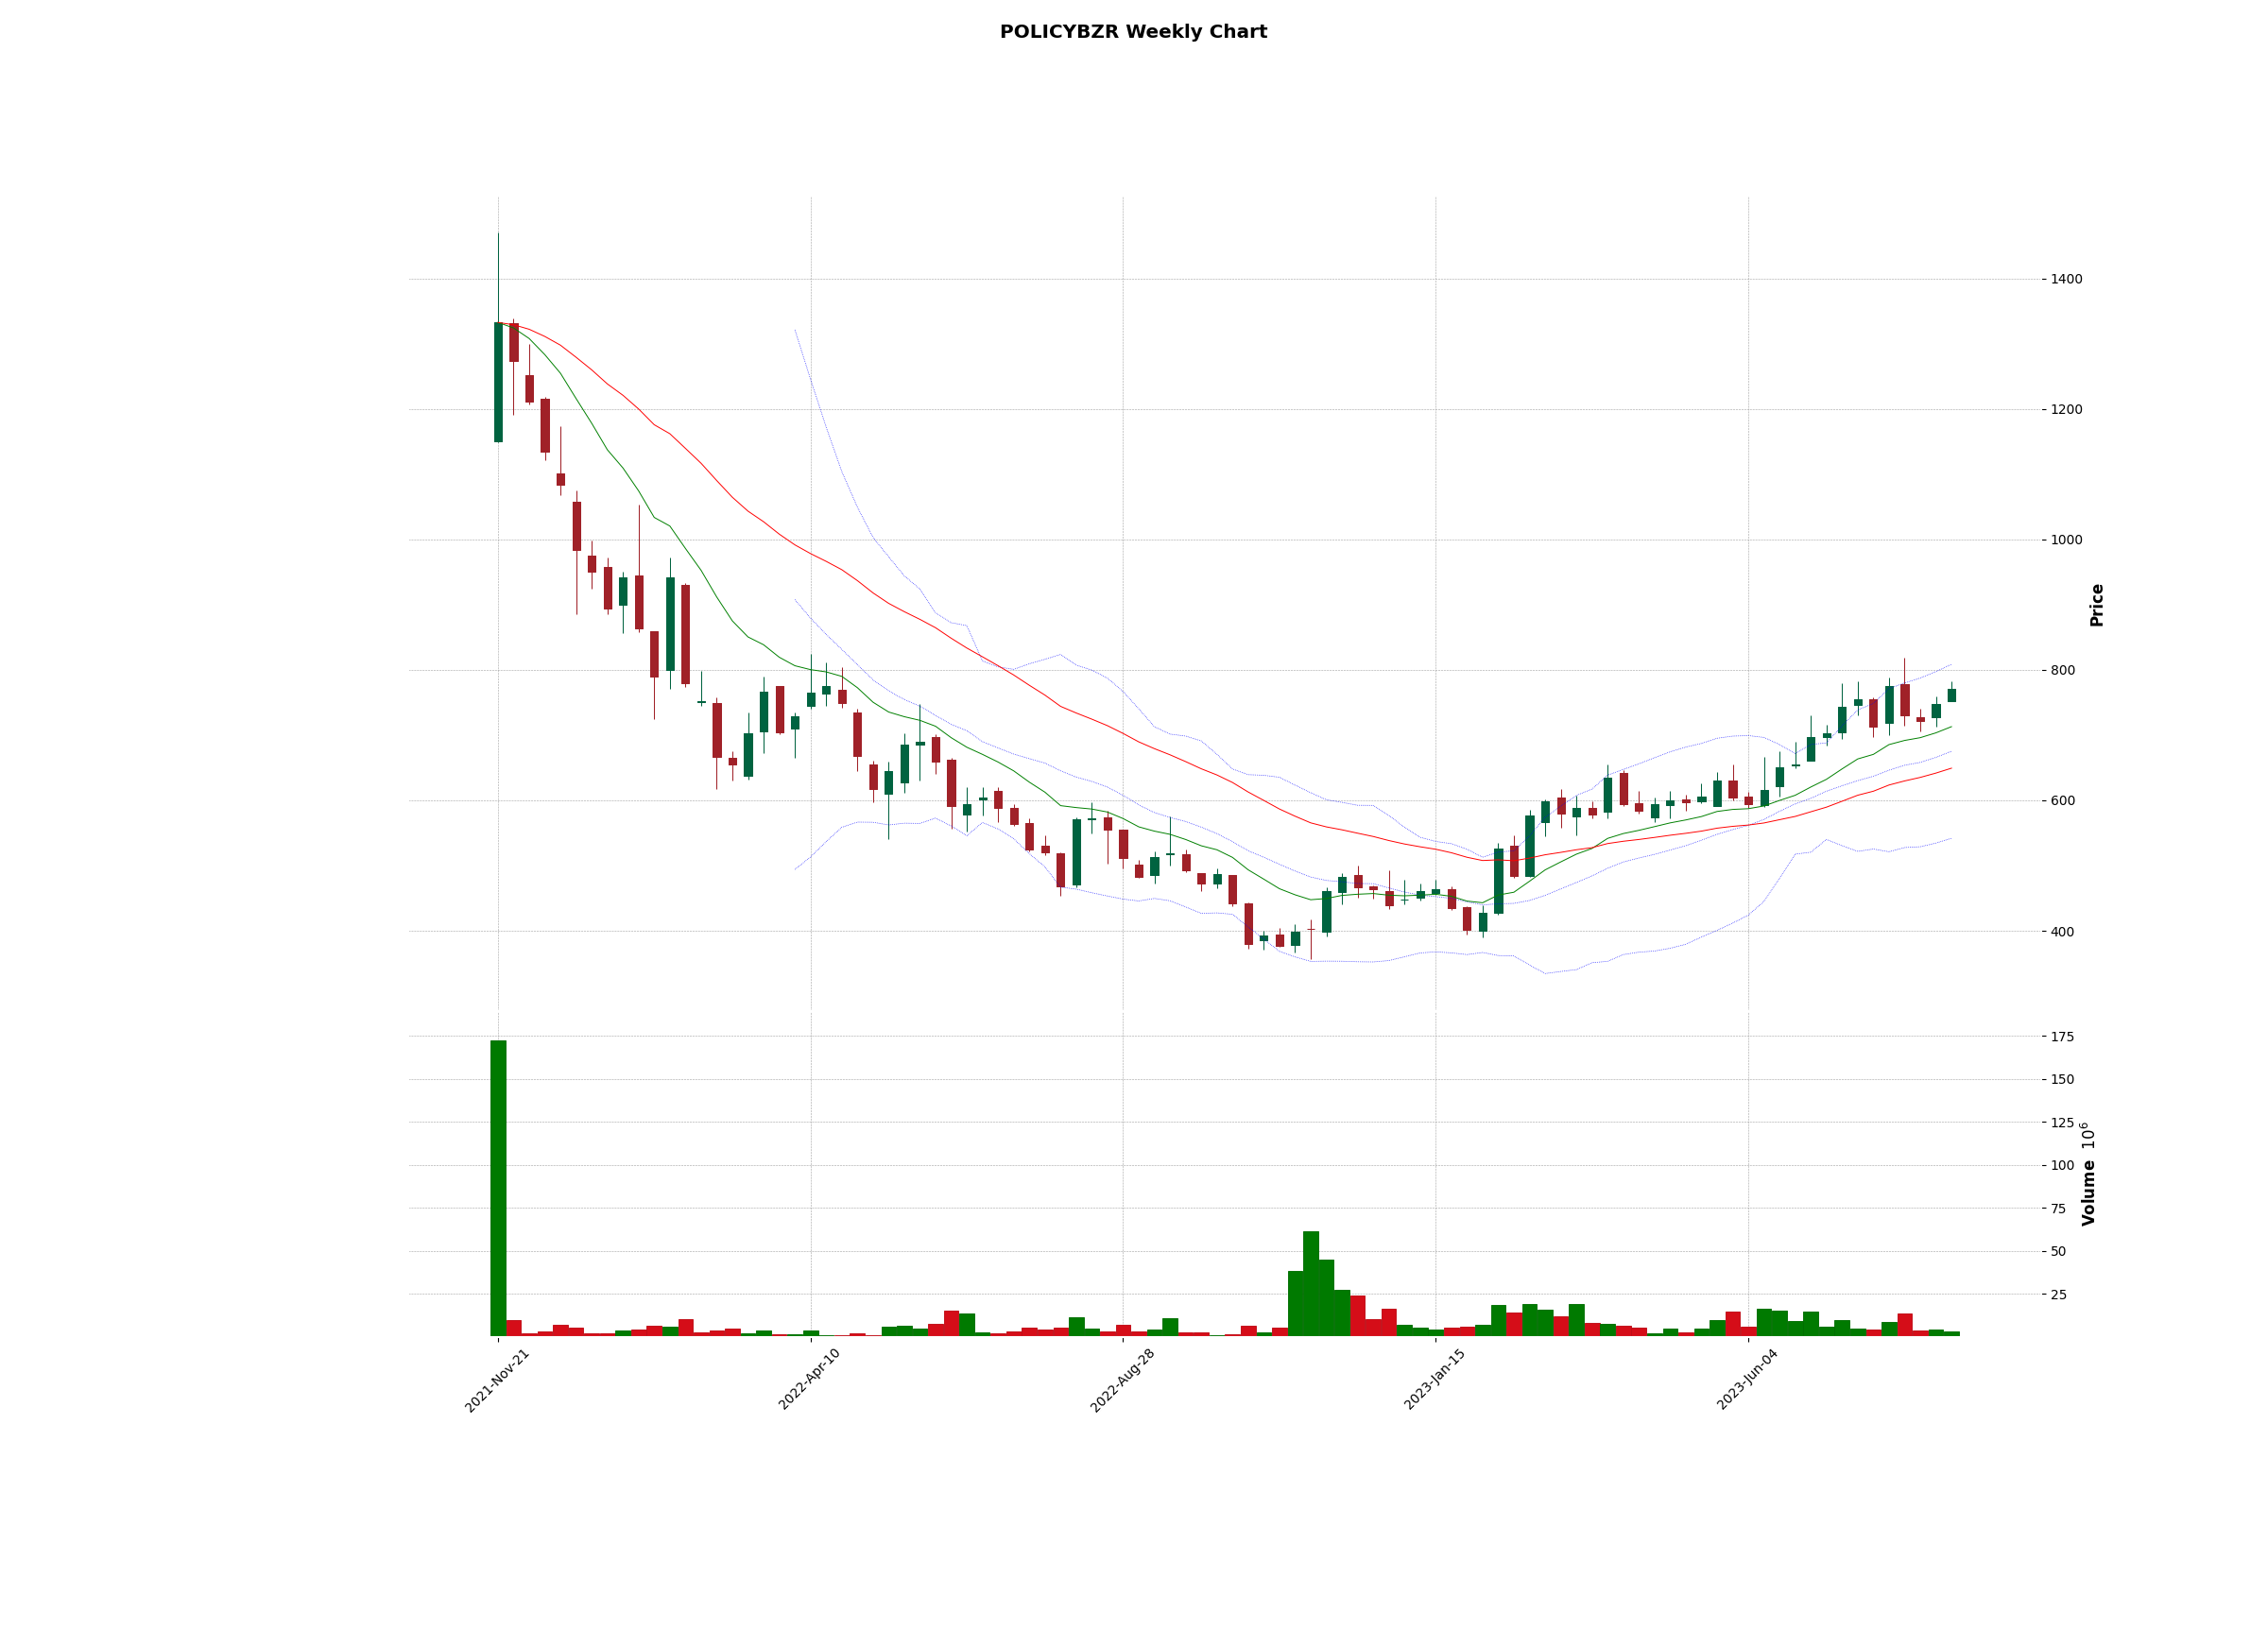 POLICYBZR Weekly Chart
1400
1200
1000
800
600
400
Price
175
150
125
100
75
50
25
Volume 10^6
2021-Nov-21
2022-Apr-10
2022-Aug-28
2023-Jan-15
2023-Jun-04